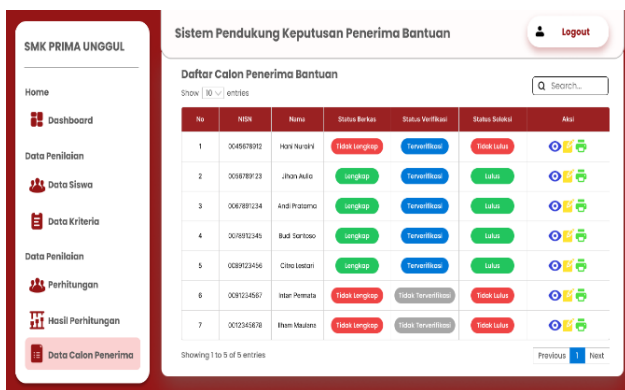 SMK PRIMA UNGGUL
Home
Dashboard
Data Penilaian
Data Siswa
Data Kriteria
Data Penilaian
Perhitungan
Hasil Perhitungan
Data Calon Penerima
Sistem Pendukung Keputusan Penerima Bantuan
Logout
Daftar Calon Penerima Bantuan
Show 10 entries
Search...
No NISN Nama Status Berkas Status Verifikasi Status Seleksi Aksi
1 0045678912 Hani Nuraini Tidak Lengkap Terverifikasi Tidak Lulus
2 0056789123 Jihan Aulia Lengkap Terverifikasi Lulus
3 0067891234 Andi Pratama Lengkap Terverifikasi Lulus
4 0078912345 Budi Santoso Lengkap Terverifikasi Lulus
5 0089123456 Citra Lestari Lengkap Terverifikasi Lulus
6 0091234567 Intan Permata Tidak Lengkap Tidak Terverifikasi Tidak Lulus
7 0012345678 Ilham Maulana Tidak Lengkap Tidak Terverifikasi Tidak Lulus
Showing 1 to 5 of 5 entries
Previous 1 Next